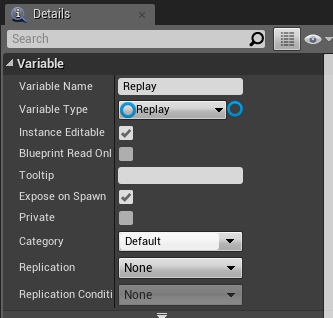 Details
Search
Variable
Variable Name Replay
Variable Type Replay
Instance Editable
Blueprint Read Onl
Tooltip
Expose on Spawn
Private
Category Default
Replication None
Replication Conditi None